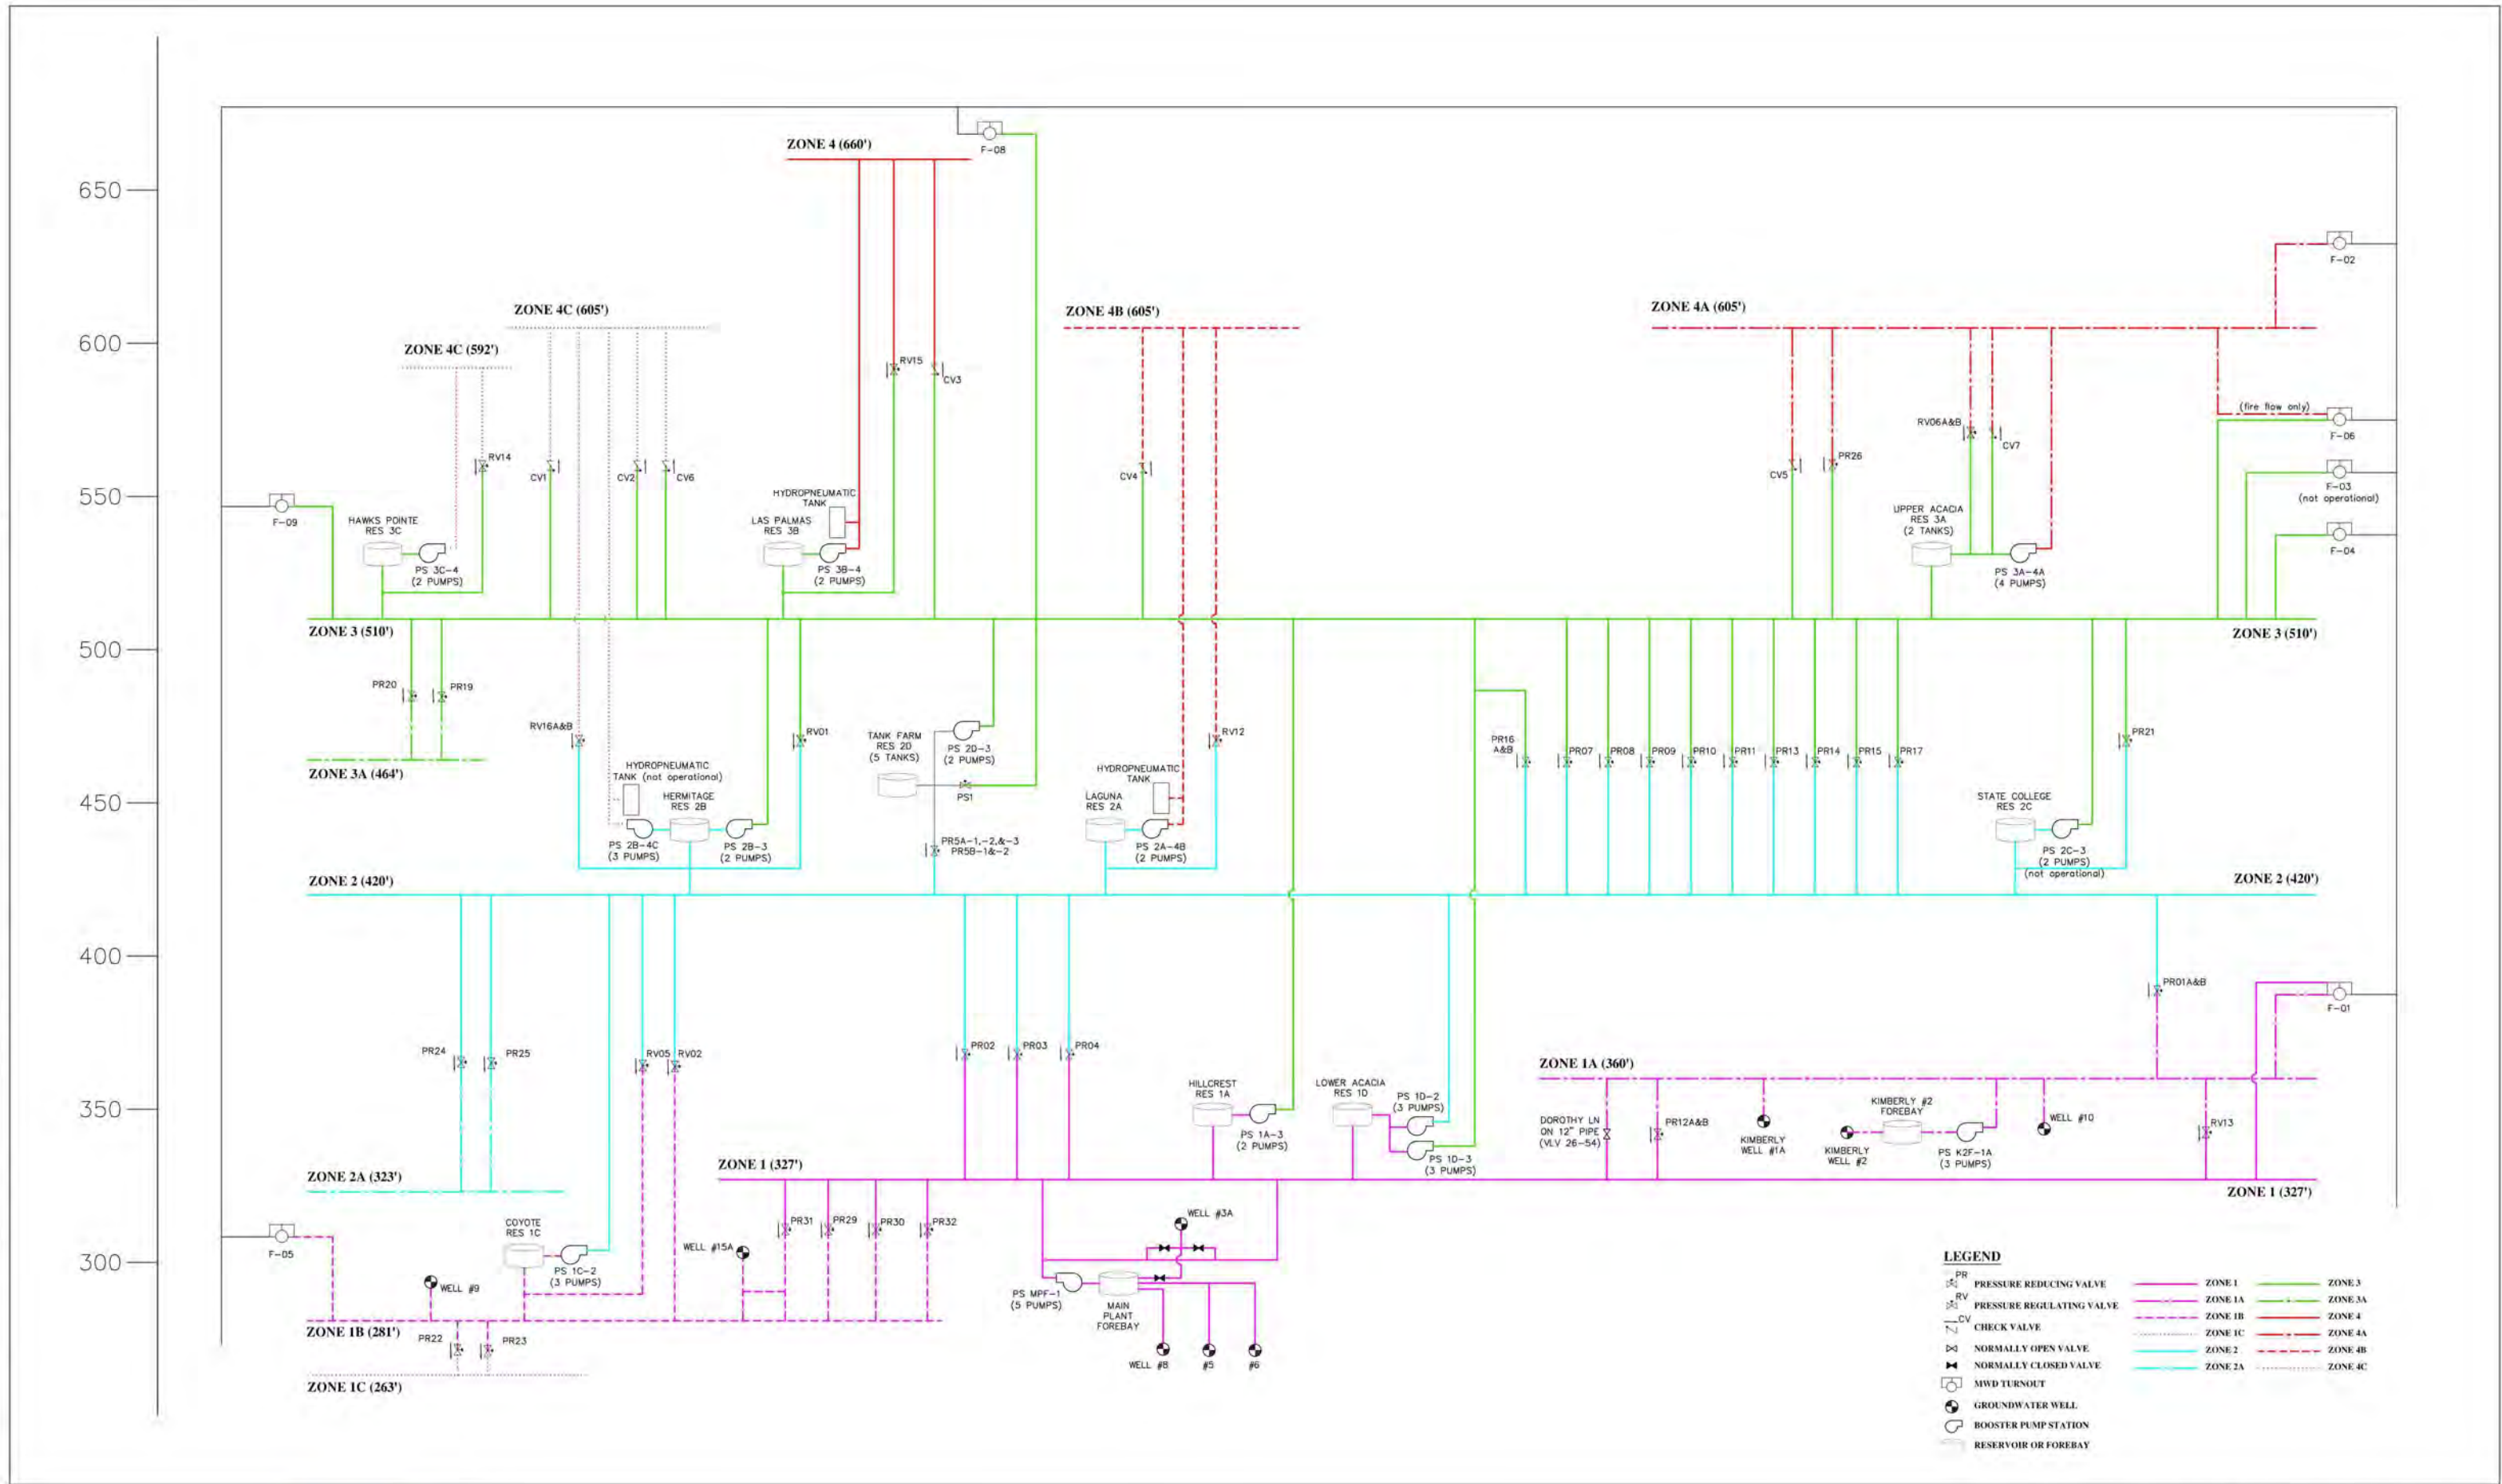 650
600
550
500
450
400
350
300
F-08
ZONE 4 (660')
F-02
ZONE 4C (605')
ZONE 4B (605')
ZONE 4A (605')
ZONE 4C (592')
RV15
CV3
(fire flow only)
F-06
RV06A&B
CV7
RV14
CV1
CV2
CV6
CV4
CV5
PR26
F-03
(not operational)
HYDROPNEUMATIC
TANK
F-09
HAWKS POINTE
RES 3C
LAS PALMAS
RES 3B
UPPER ACACIA
RES 3A
(2 TANKS)
F-04
PS 3C-4
(2 PUMPS)
PS 3B-4
(2 PUMPS)
PS 3A-4A
(4 PUMPS)
ZONE 3 (510')
ZONE 3 (510')
PR20
PR19
RV16A&B
RV01
TANK FARM
RES 2D
(5 TANKS)
PS 2D-3
(2 PUMPS)
RV12
PR16
A&B
PR07
PR08
PR09
PR10
PR11
PR13
PR14
PR15
PR17
PR21
ZONE 3A (464')
HYDROPNEUMATIC
TANK (not operational)
HERMITAGE
RES 2B
PS1
HYDROPNEUMATIC
TANK
LAGUNA
RES 2A
STATE COLLEGE
RES 2C
PS 2B-4C
(3 PUMPS)
PS 2B-3
(2 PUMPS)
PR5A-1,-2,&-3
PR5B-1&-2
PS 2A-4B
(2 PUMPS)
PS 2C-3
(2 PUMPS)
(not operational)
ZONE 2 (420')
ZONE 2 (420')
PR01A&B
F-01
PR24
PR25
RV05
RV02
PR02
PR03
PR04
ZONE 1A (360')
HILLCREST
RES 1A
LOWER ACACIA
RES 1D
PS 1D-2
(3 PUMPS)
PS 1A-3
(2 PUMPS)
PS 1D-3
(3 PUMPS)
DOROTHY LN
ON 12" PIPE
(VLV 26-54)
PR12A&B
KIMBERLY
WELL #1A
KIMBERLY #2
FOREBAY
KIMBERLY
WELL #2
PS K2F-1A
(3 PUMPS)
WELL #10
RV13
ZONE 2A (323')
ZONE 1 (327')
ZONE 1 (327')
F-05
COYOTE
RES 1C
PS 1C-2
(3 PUMPS)
WELL #9
WELL #15A
PR31
PR29
PR30
PR32
WELL #3A
PS MPF-1
(5 PUMPS)
MAIN
PLANT
FOREBAY
WELL #8
#5
#6
ZONE 1B (281')
PR22
PR23
ZONE 1C (263')
LEGEND
PR
PRESSURE REDUCING VALVE
RV
PRESSURE REGULATING VALVE
CV
CHECK VALVE
NORMALLY OPEN VALVE
NORMALLY CLOSED VALVE
MWD TURNOUT
GROUNDWATER WELL
BOOSTER PUMP STATION
RESERVOIR OR FOREBAY
ZONE 1
ZONE 1A
ZONE 1B
ZONE 1C
ZONE 2
ZONE 2A
ZONE 3
ZONE 3A
ZONE 4
ZONE 4A
ZONE 4B
ZONE 4C